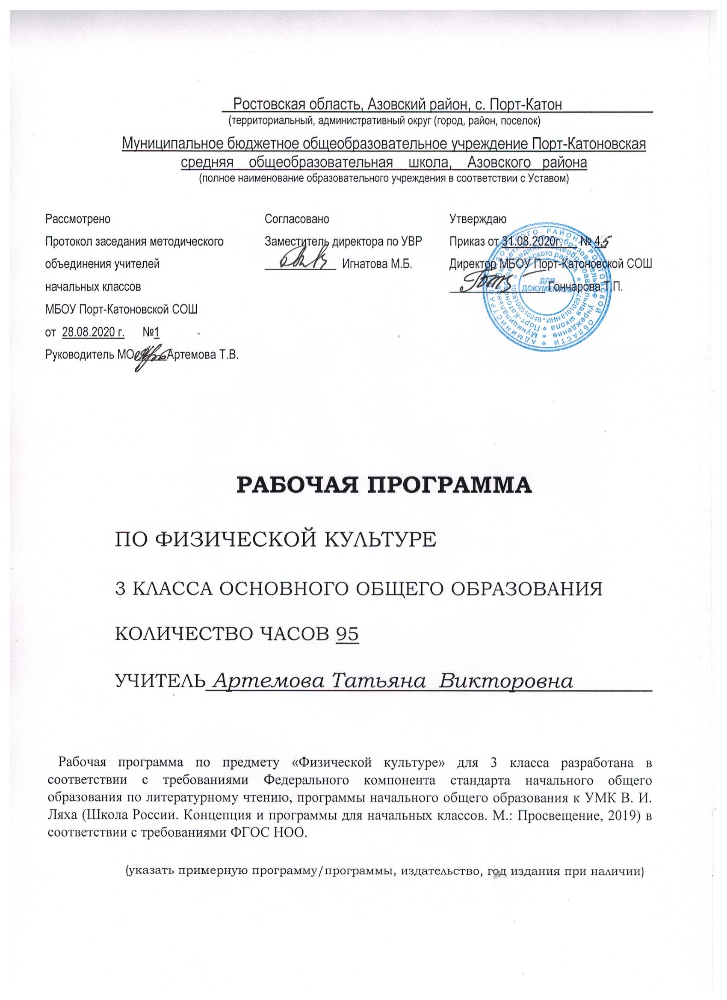 Ростовская область, Азовский район, с. Порт-Катон
(территориальный, административный округ (город, район, поселок)
Муниципальное бюджетное общеобразовательное учреждение Порт-Катоновская
средняя общеобразовательная школа, Азовского района
(полное наименование образовательного учреждения в соответствии с Уставом)
Рассмотрено
Протокол заседания методического
объединения учителей
начальных классов
МБОУ Порт-Катоновской СОШ
от 28.08.2020 г. №1
Руководитель МО Артемова Т.В.
Согласовано
Заместитель директора по УВР
Игнатова М.Б.
Утверждаю
Приказ от 31.08.2020г. № 45
Директор МБОУ Порт-Катоновской СОШ
Гончарова Т.П.
ДЛЯ
ДОКУМЕНТОВ
РАБОЧАЯ ПРОГРАММА
ПО ФИЗИЧЕСКОЙ КУЛЬТУРЕ
3 КЛАССА ОСНОВНОГО ОБЩЕГО ОБРАЗОВАНИЯ
КОЛИЧЕСТВО ЧАСОВ 95
УЧИТЕЛЬ Артемова Татьяна Викторовна
Рабочая программа по предмету «Физической культуре» для 3 класса разработана в
соответствии с требованиями Федерального компонента стандарта начального общего
образования по литературному чтению, программы начального общего образования к УМК В. И.
Ляха (Школа России. Концепция и программы для начальных классов. М.: Просвещение, 2019) в
соответствии с требованиями ФГОС НОО.
(указать примерную программу/программы, издательство, год издания при наличии)